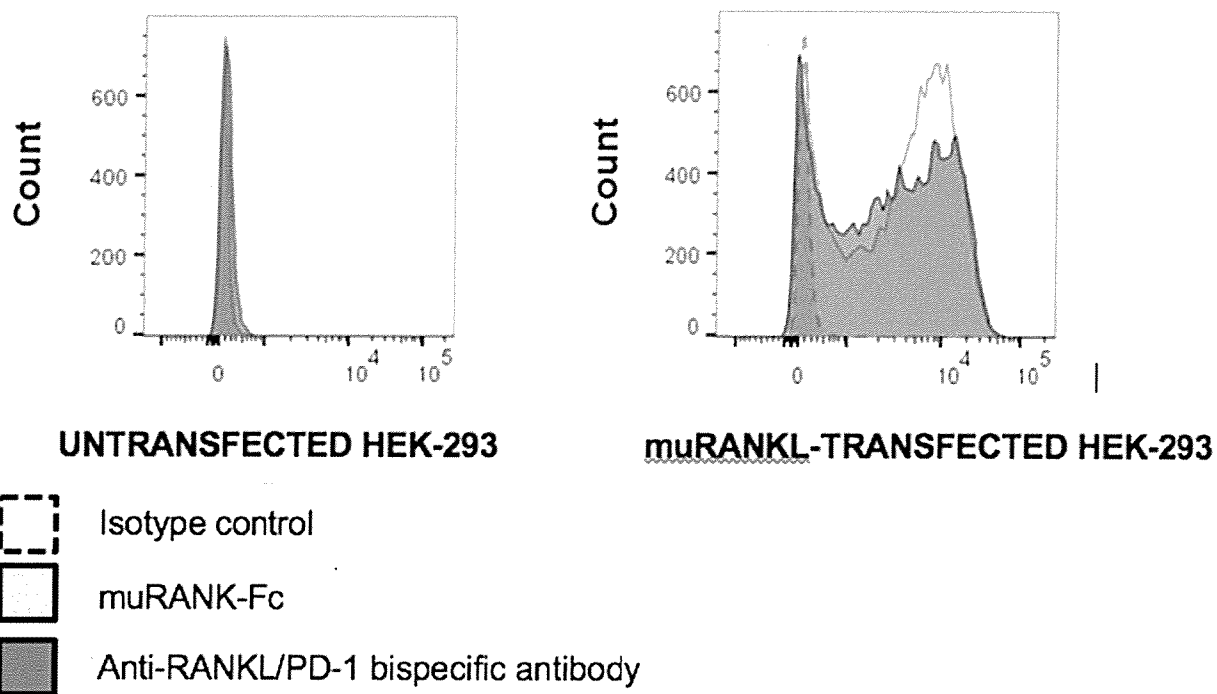 Count
600
400
200
0
0
10^4
10^5
UNTRANSFECTED HEK-293
Count
600
400
200
0
0
10^4
10^5
muRANKL-TRANSFECTED HEK-293
Isotype control
muRANK-Fc
Anti-RANKL/PD-1 bispecific antibody